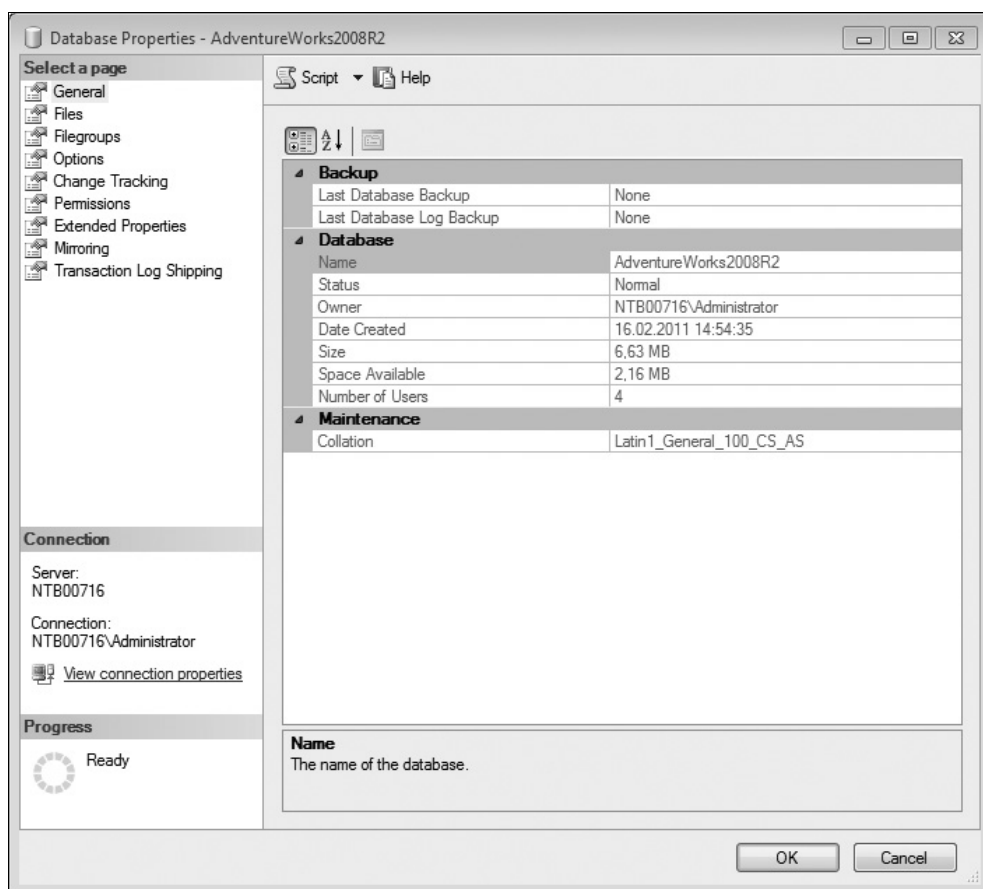 Database Properties - AdventureWorks2008R2
Select a page
General
Files
Filegroups
Options
Change Tracking
Permissions
Extended Properties
Mirroring
Transaction Log Shipping
Connection
Server:
NTB00716
Connection:
NTB00716\Administrator
View connection properties
Progress
Ready
Script Help
Backup
Last Database Backup None
Last Database Log Backup None
Database
Name AdventureWorks2008R2
Status Normal
Owner NTB00716\Administrator
Date Created 16.02.2011 14:54:35
Size 6,63 MB
Space Available 2,16 MB
Number of Users 4
Maintenance
Collation Latin1_General_100_CS_AS
Name
The name of the database.
OK Cancel